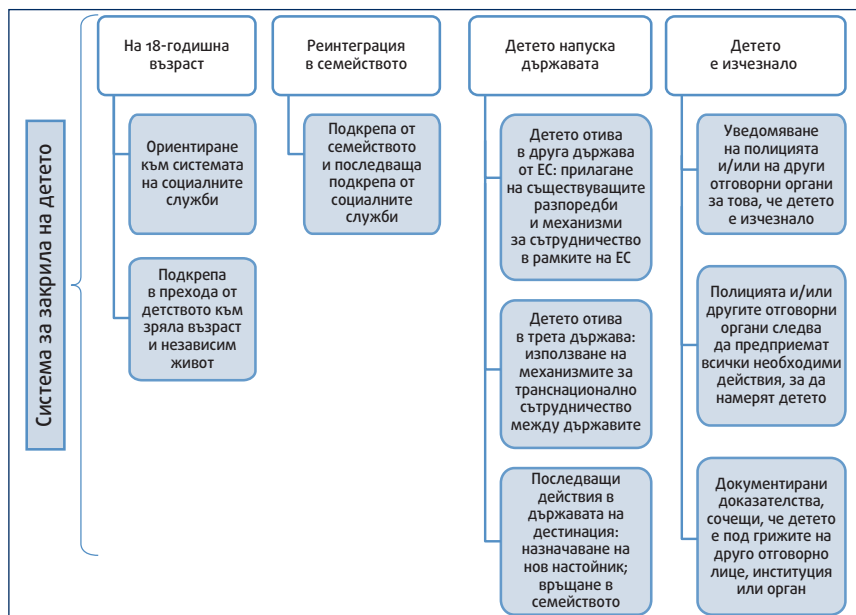 Система за закрила на детето
На 18-годишна
възраст
Ориентиране
към системата
на социалните
служби
Подкрепа
в прехода от
детството към
зряла възраст
и независим
живот
Реинтеграция
в семейството
Подкрепа от
семейството
и последваща
подкрепа от
социалните
служби
Детето напуска
държавата
Детето отива
в друга държава
от ЕС: прилагане
на съществуващите
разпоредби
и механизми
за сътрудничество
в рамките на ЕС
Детето отива
в трета държава:
използване на
механизмите за
транснационално
сътрудничество
между държавите
Последващи
действия в
държавата на
дестинация:
назначаване на
нов настойник;
връщане в
семейството
Детето
е изчезнало
Уведомяване
на полицията
и/или на други
отговорни органи
за това, че детето
е изчезнало
Полицията и/или
другите отговорни
органи следва
да предприемат
всички необходими
действия, за да
намерят детето
Документирани
доказателства,
сочещи, че детето
е под грижите на
друго отговорно
лице, институция
или орган